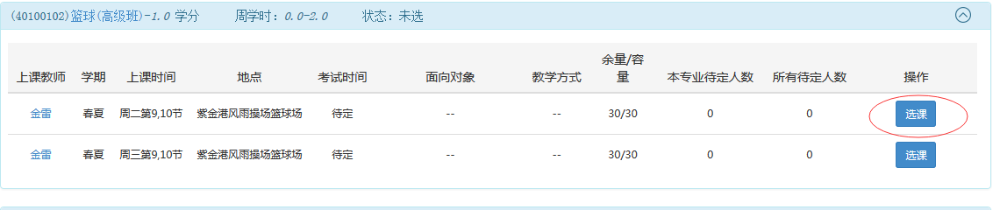 (40100102)篮球(高级班)-1.0 学分 周学时：0.0-2.0 状态：未选
上课教师 学期 上课时间 地点 考试时间 面向对象 教学方式 余量/容量 本专业待定人数 所有待定人数 操作
金雷 春夏 周二第9,10节 紫金港风雨操场篮球场 待定 -- -- 30/30 0 0 选课
金雷 春夏 周三第9,10节 紫金港风雨操场篮球场 待定 -- -- 30/30 0 0 选课